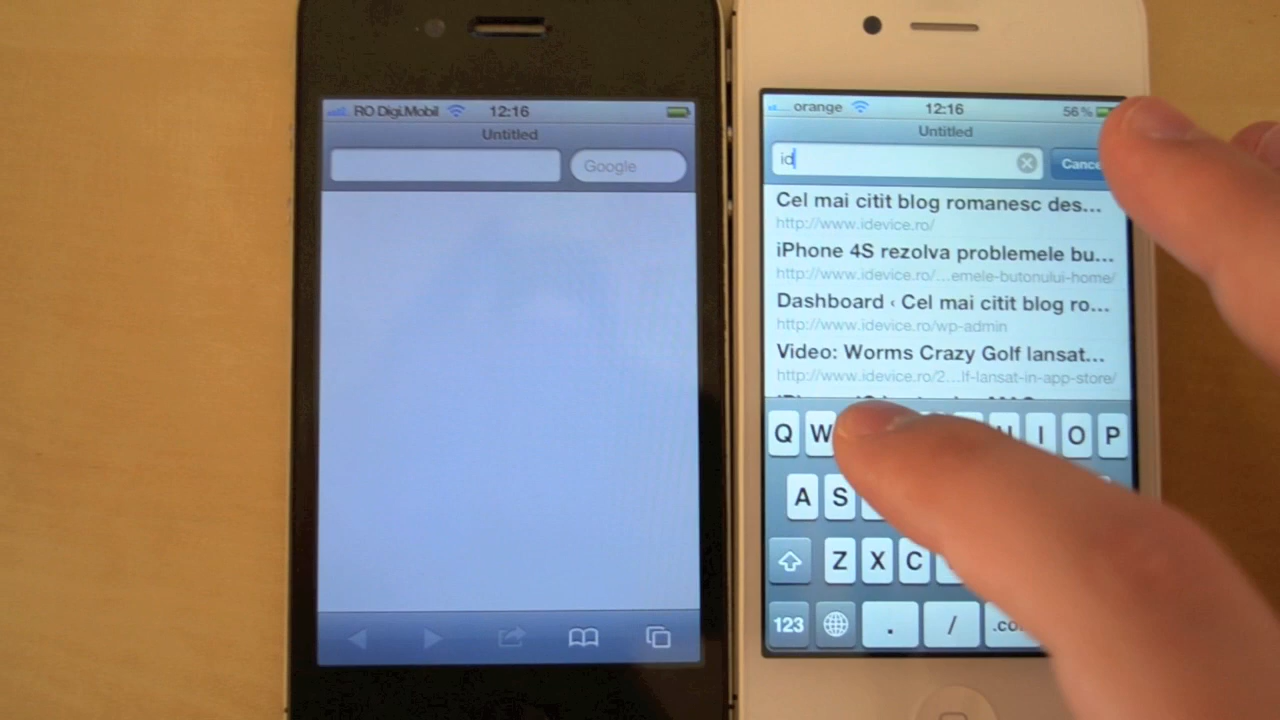 RO Digi.Mobil 12:16
Untitled
Google
orange 12:16 56%
Untitled
id
Cance
Cel mai citit blog romanesc des...
http://www.idevice.ro/
iPhone 4S rezolva problemele bu...
http://www.idevice.ro/...emele-butonului-home/
Dashboard ‹ Cel mai citit blog ro...
http://www.idevice.ro/wp-admin
Video: Worms Crazy Golf lansat...
http://www.idevice.ro/2...lf-lansat-in-app-store/
Q W U I O P
A S
Z X C
123 . / .co